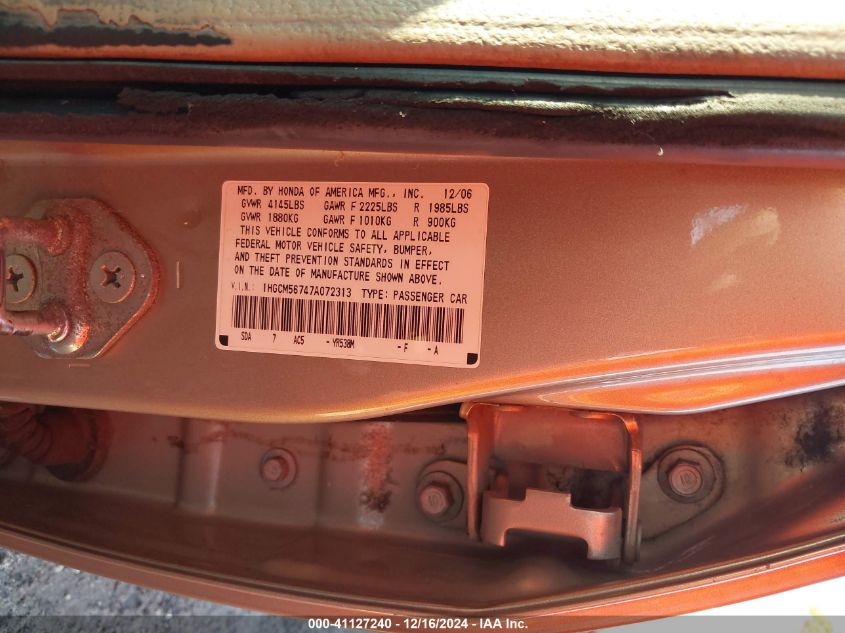 MFD. BY HONDA OF AMERICA MFG., INC. 12/06
GVWR 4145LBS GAWR F 2225LBS R 1985LBS
GVWR 1880KG GAWR F 1010KG R 900KG
THIS VEHICLE CONFORMS TO ALL APPLICABLE
FEDERAL MOTOR VEHICLE SAFETY, BUMPER,
AND THEFT PREVENTION STANDARDS IN EFFECT
ON THE DATE OF MANUFACTURE SHOWN ABOVE.
V.I.N.: 1HGCM56747A072313 TYPE: PASSENGER CAR
SDA 7 AC5 - YR538M - F - A
000-41127240 - 12/16/2024 - IAA Inc.